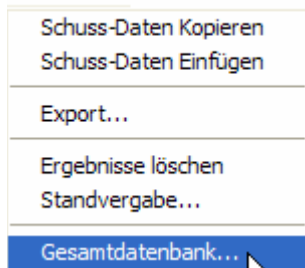 Schuss-Daten Kopieren
Schuss-Daten Einfügen
Export...
Ergebnisse löschen
Standvergabe...
Gesamtdatenbank...